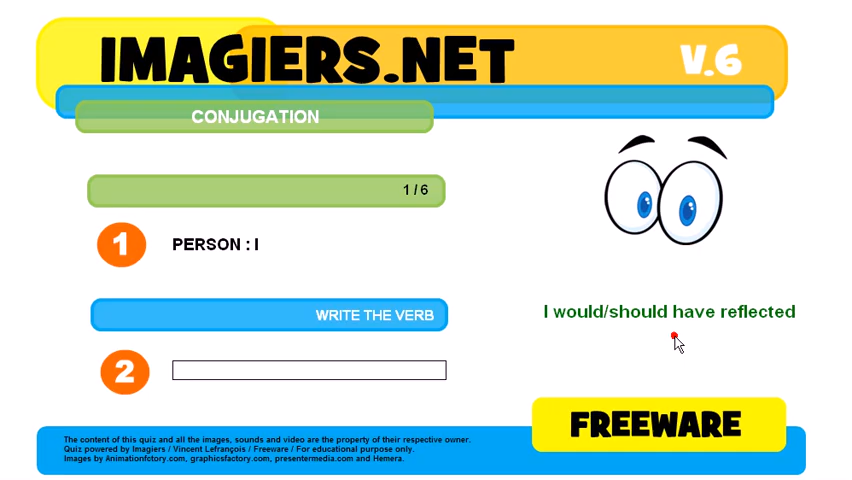 IMAGIERS.NET
V.6
CONJUGATION
1 / 6
1
PERSON : I
I would/should have reflected
WRITE THE VERB
2
FREEWARE
The content of this quiz and all the images, sounds and video are the property of their respective owner.
Quiz powered by Imagiers / Vincent Lefrançois / Freeware / For educational purpose only.
Images by Animationfctory.com, graphicsfactory.com, presentermedia.com and Hemera.